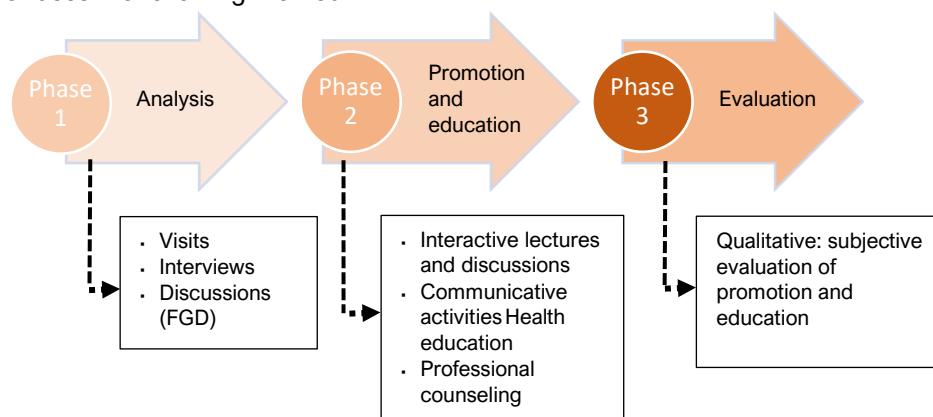 Phase
1
Analysis
Phase
2
Promotion
and
education
Phase
3
Evaluation
▪ Visits
▪ Interviews
▪ Discussions
(FGD)
▪ Interactive lectures
and discussions
▪ Communicative
activities Health
education
▪ Professional
counseling
Qualitative: subjective
evaluation of
promotion and
education